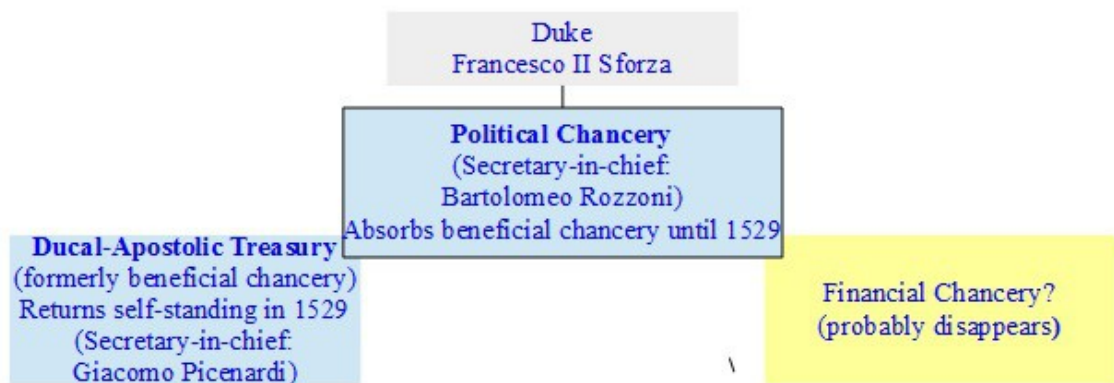 Duke
Francesco II Sforza
Political Chancery
(Secretary-in-chief:
Bartolomeo Rozzoni)
Absorbs beneficial chancery until 1529
Ducal-Apostolic Treasury
(formerly beneficial chancery)
Returns self-standing in 1529
(Secretary-in-chief:
Giacomo Picenardi)
Financial Chancery?
(probably disappears)
\